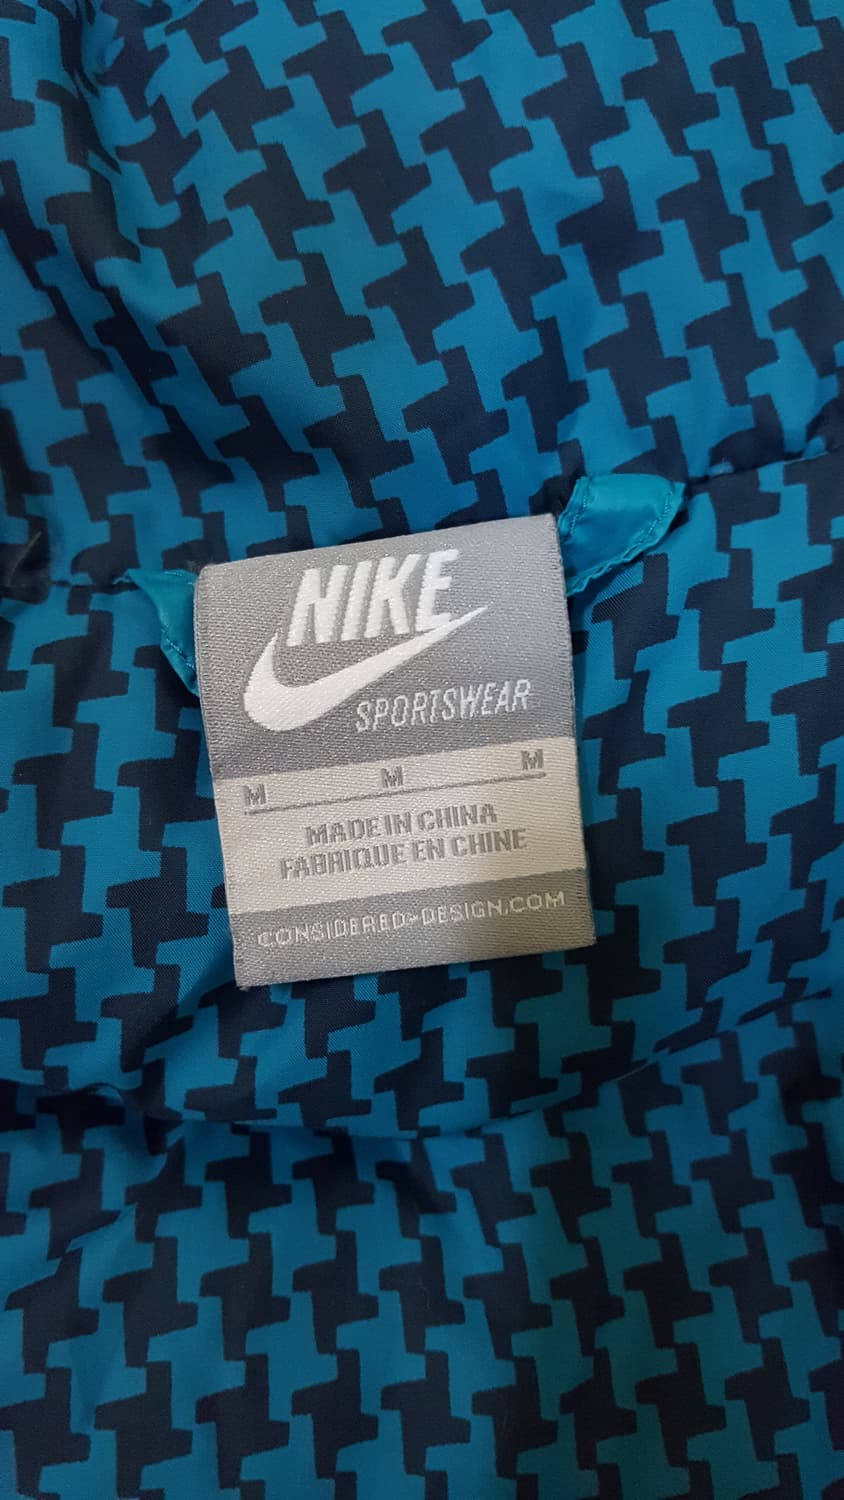 NIKE
SPORTSWEAR
M M M
MADE IN CHINA
FABRIQUE EN CHINE
CONSIDERED-DESIGN.COM